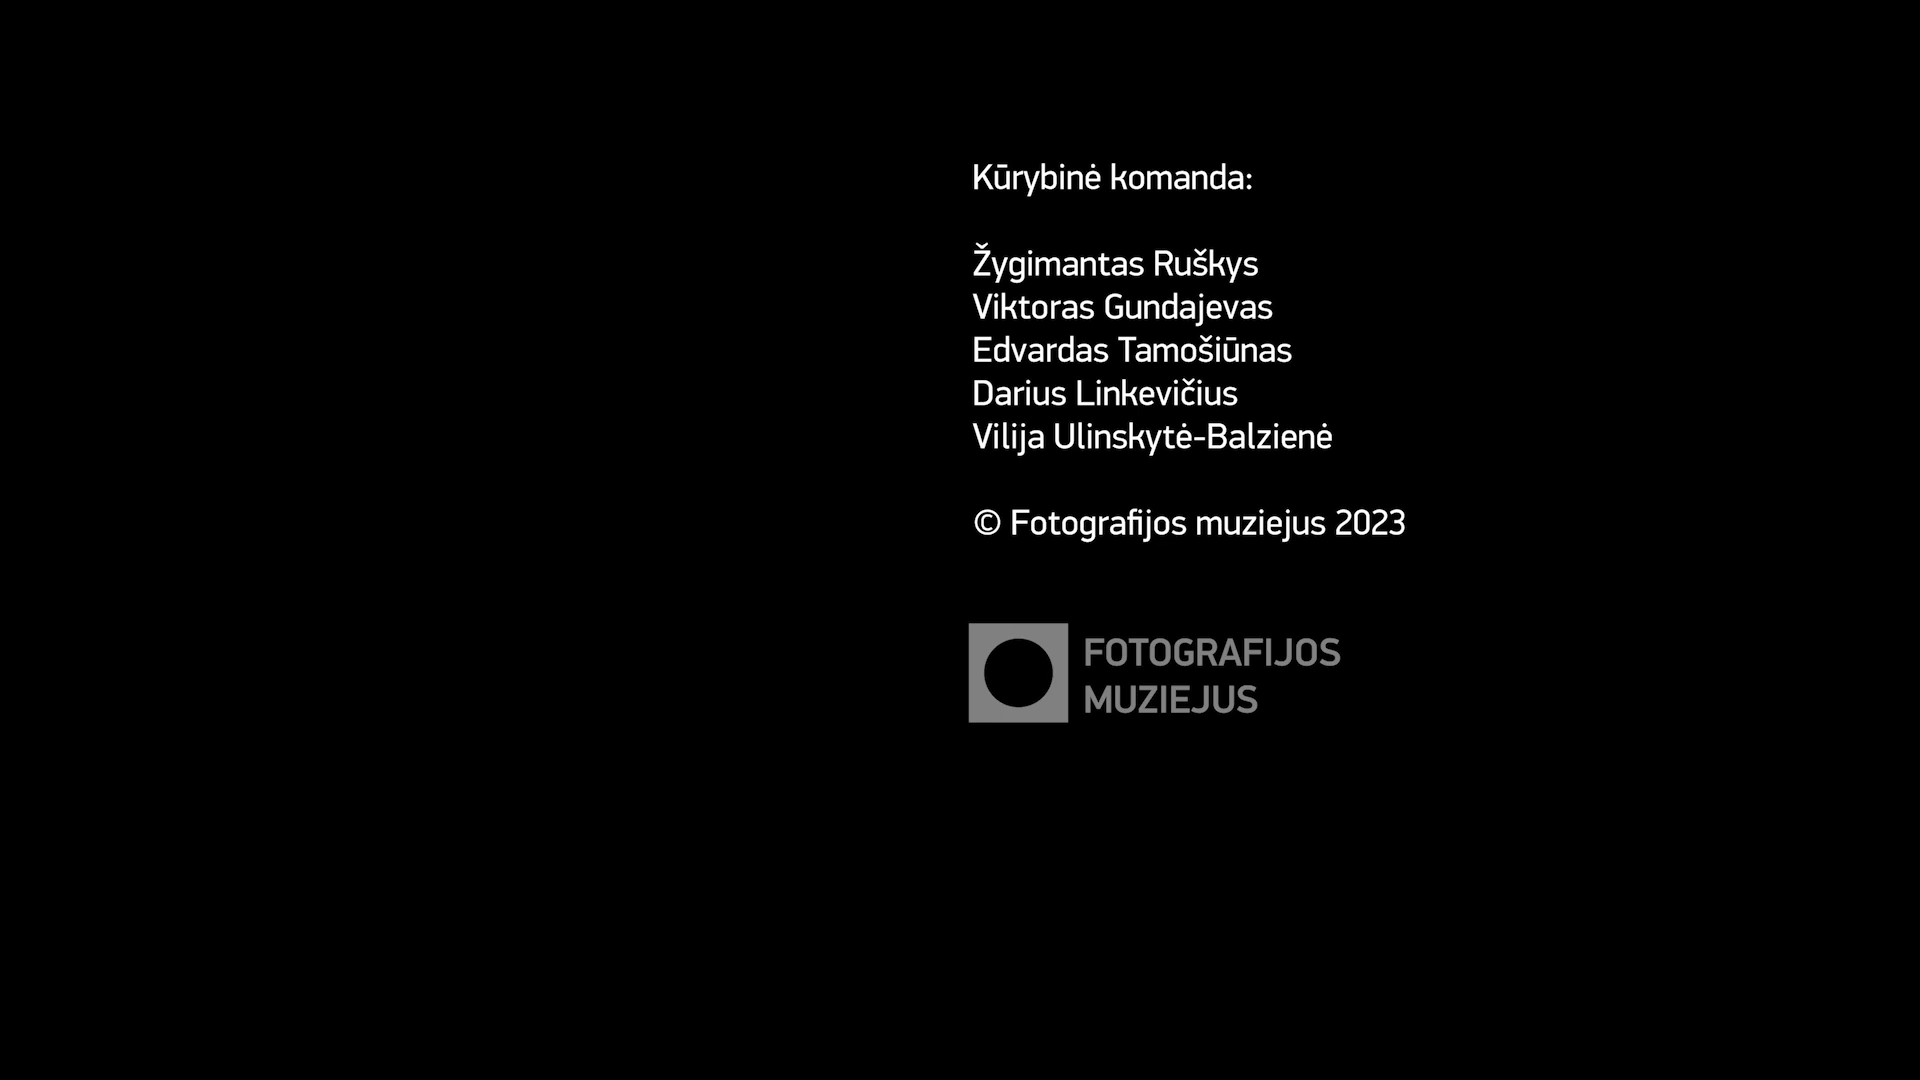 Kūrybinė komanda:
Žygimantas Ruškys
Viktoras Gundajevas
Edvardas Tamošiūnas
Darius Linkevičius
Vilija Ulinskytė-Balzienė
© Fotografijos muziejus 2023
FOTOGRAFIJOS
MUZIEJUS